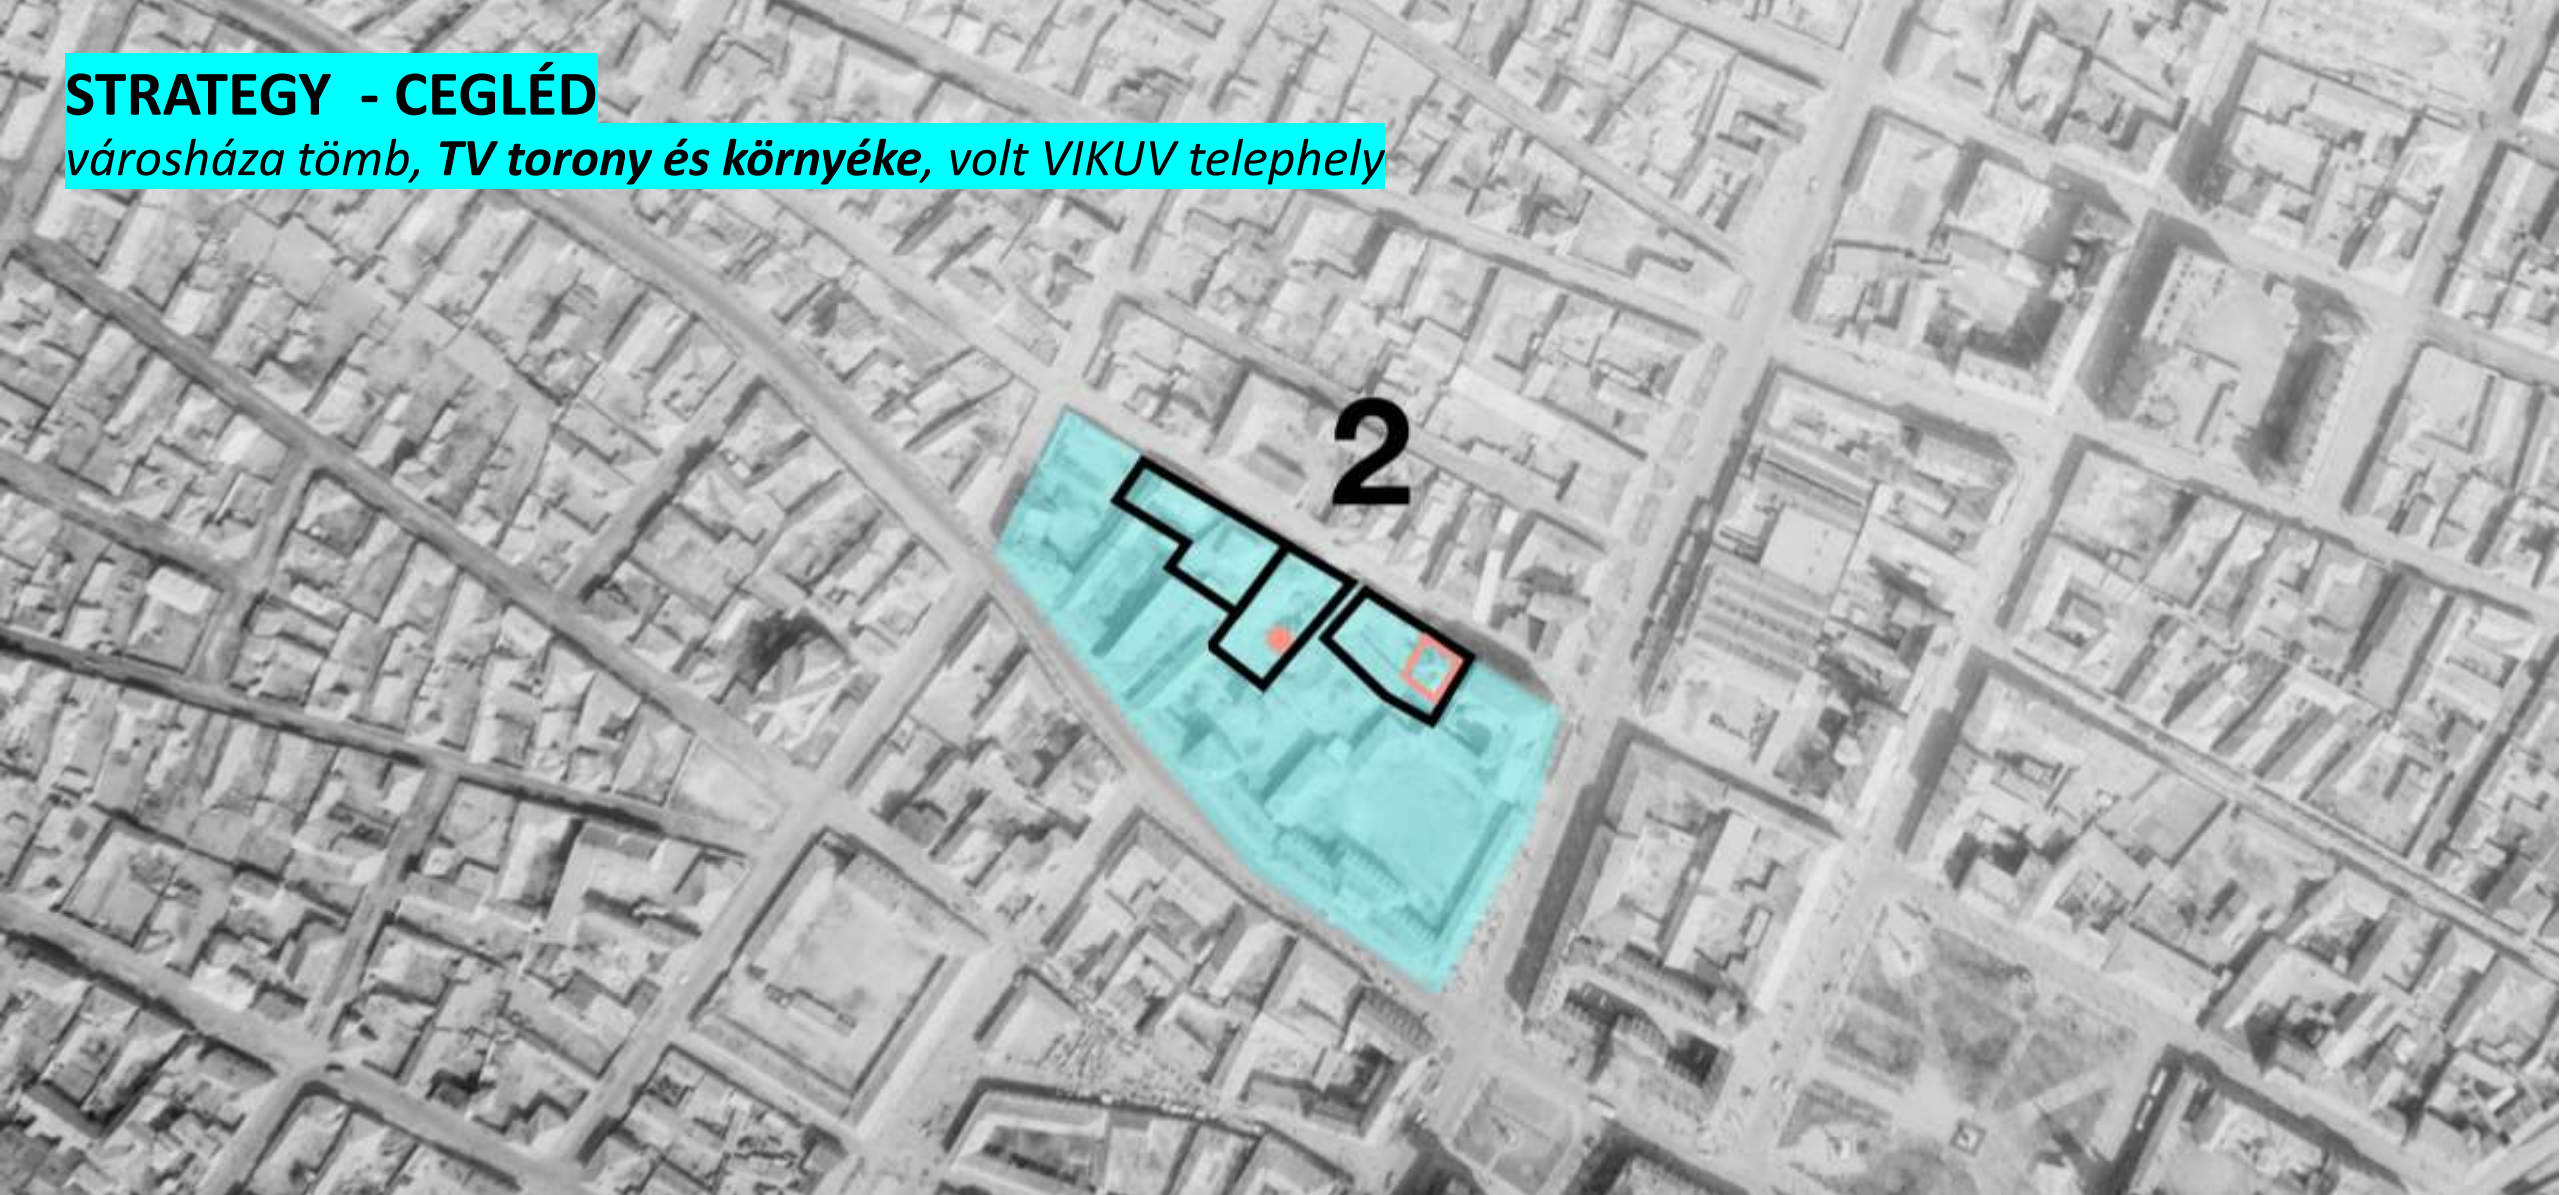 STRATEGY - CEGLÉD
városháza tömb, TV torony és környéke, volt VIKUV telephely
2